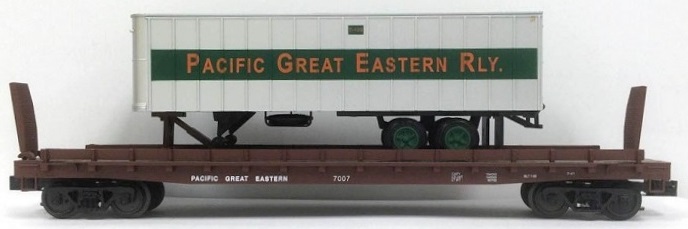 PACIFIC GREAT EASTERN RLY.
PACIFIC GREAT EASTERN 7007